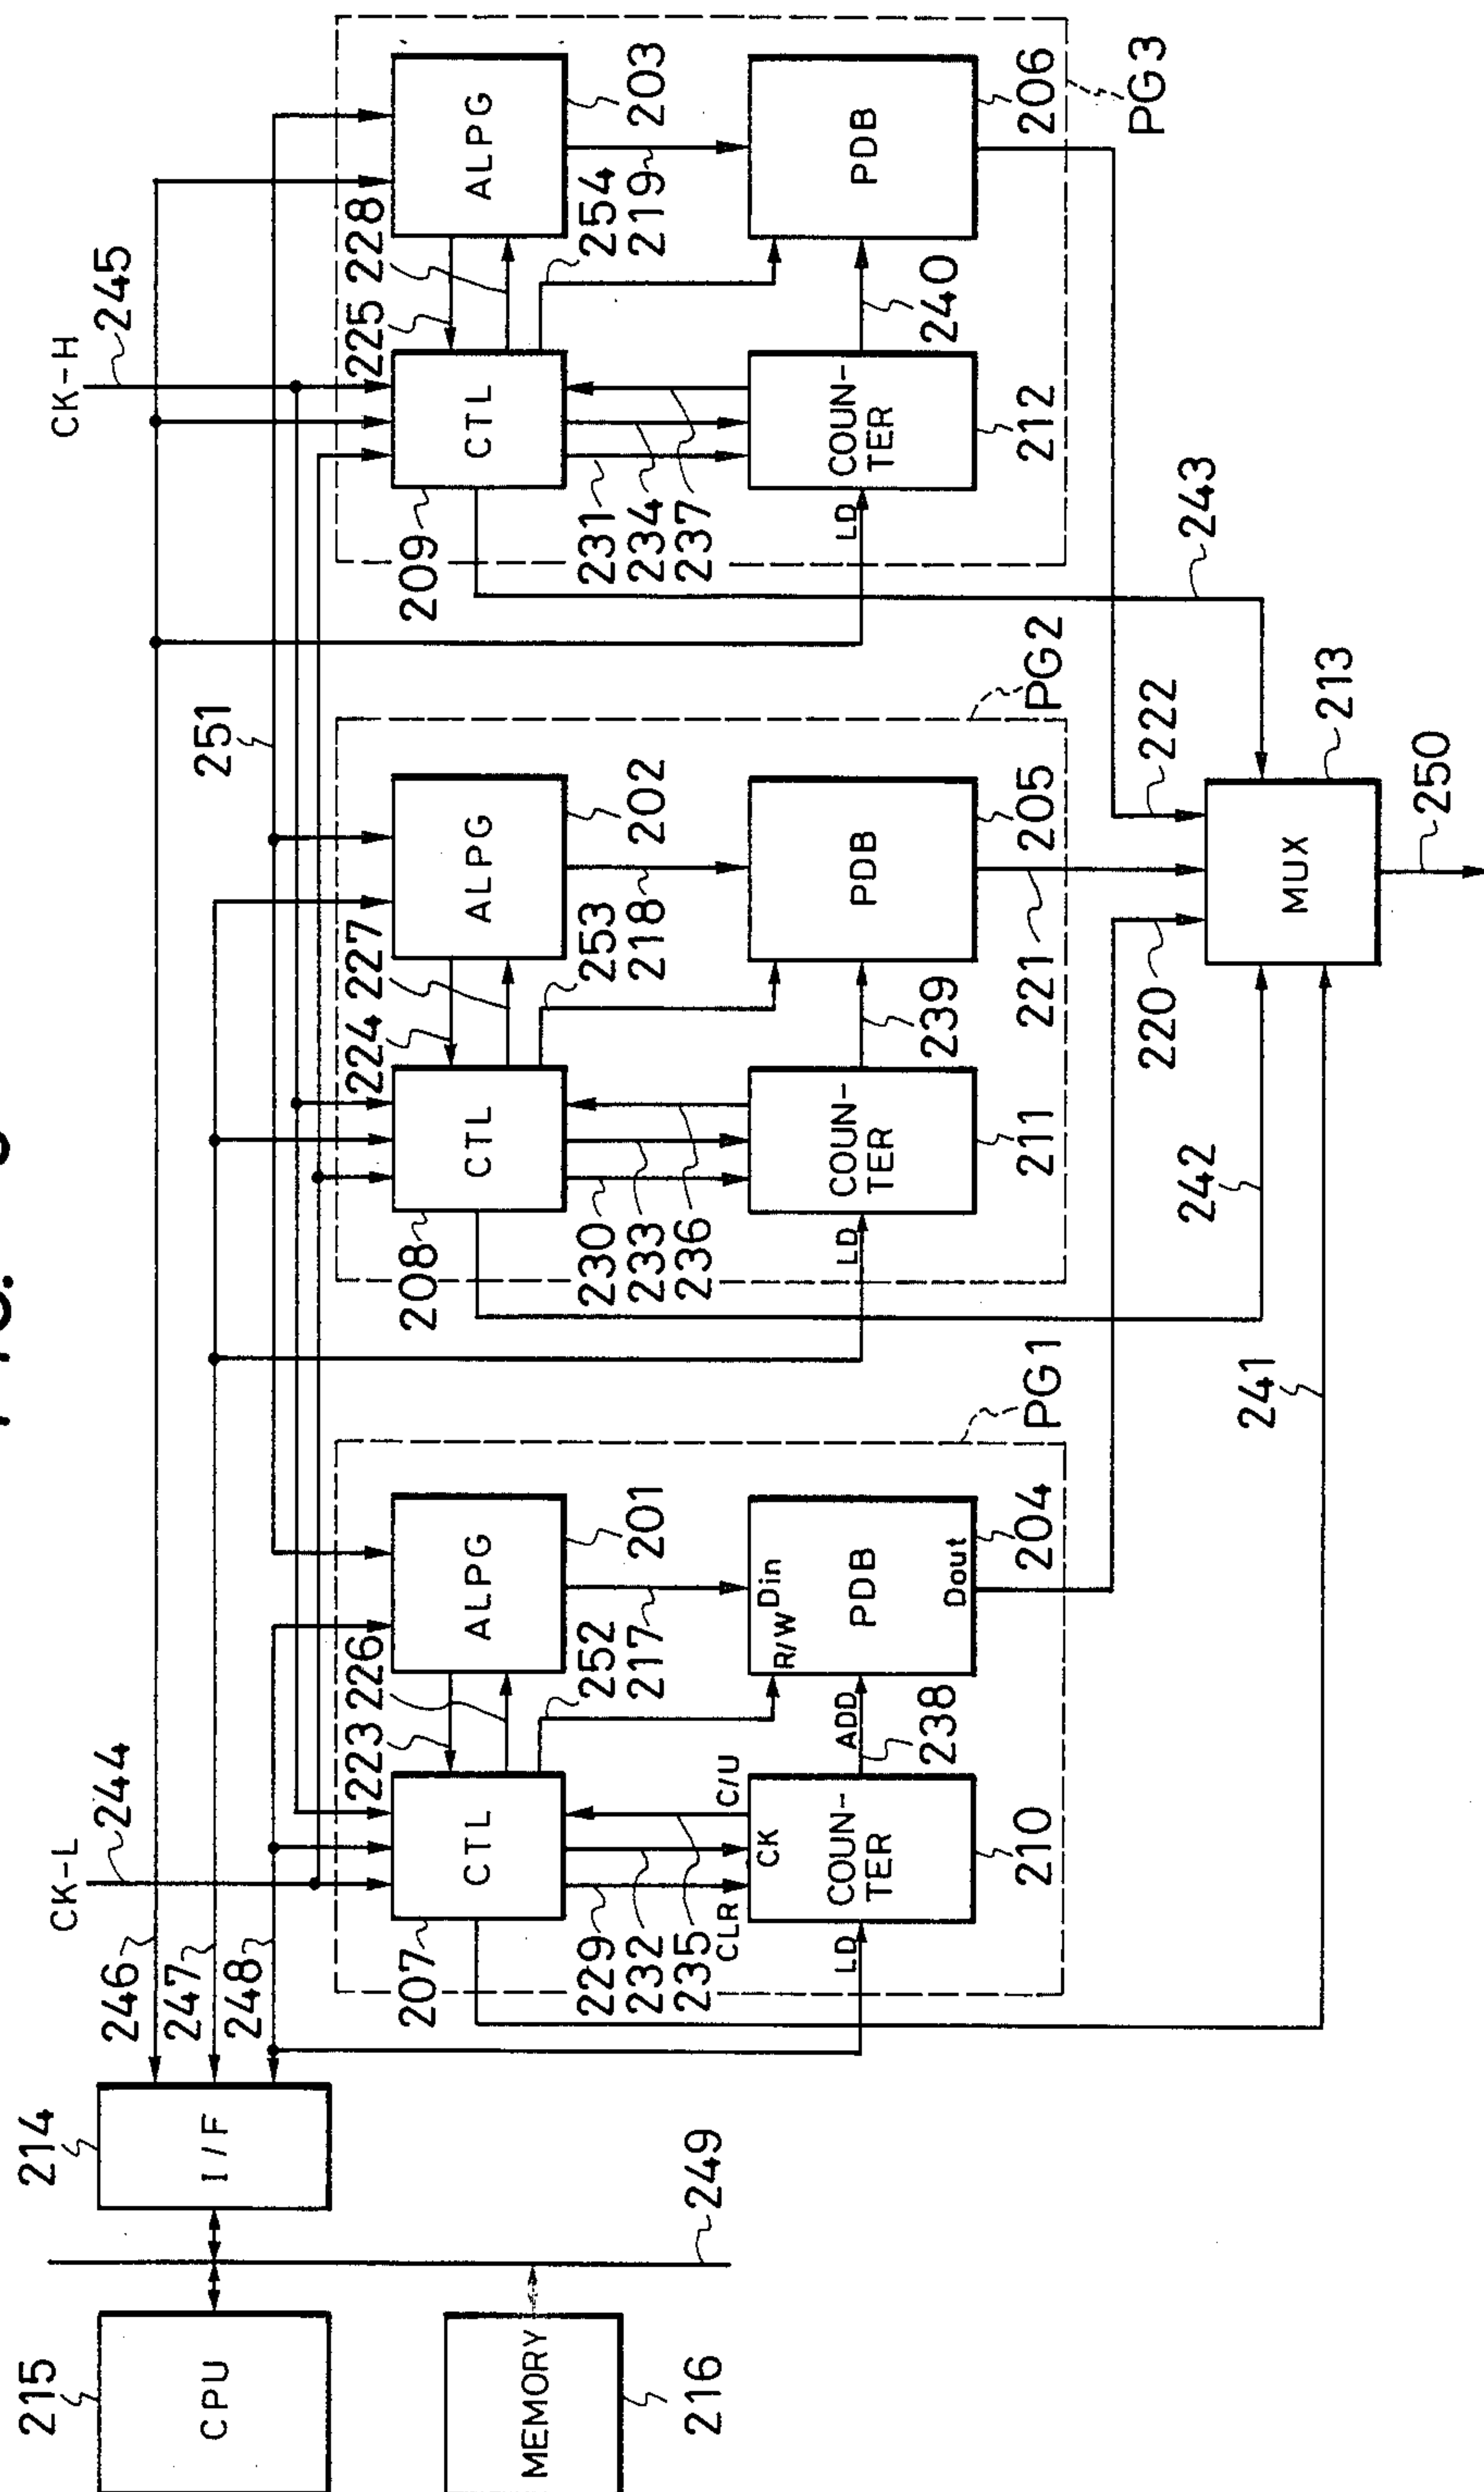 CK-L
244
CK-H
245
246
247
248
251
214
I/F
215
CPU
MEMORY
216
249
207
CTL
223
226
ALPG
201
252
217
229
232
235
CLR
CK
C/U
LD
COUN-
TER
210
ADD
238
R/W
Din
PDB
Dout
204
PG1
208
CTL
224
227
ALPG
202
253
218
230
233
236
LD
COUN-
TER
211
239
PDB
205
221
PG2
209
CTL
225
228
ALPG
203
254
219
231
234
237
LD
COUN-
TER
212
240
PDB
206
PG3
241
242
243
220
222
MUX
213
250